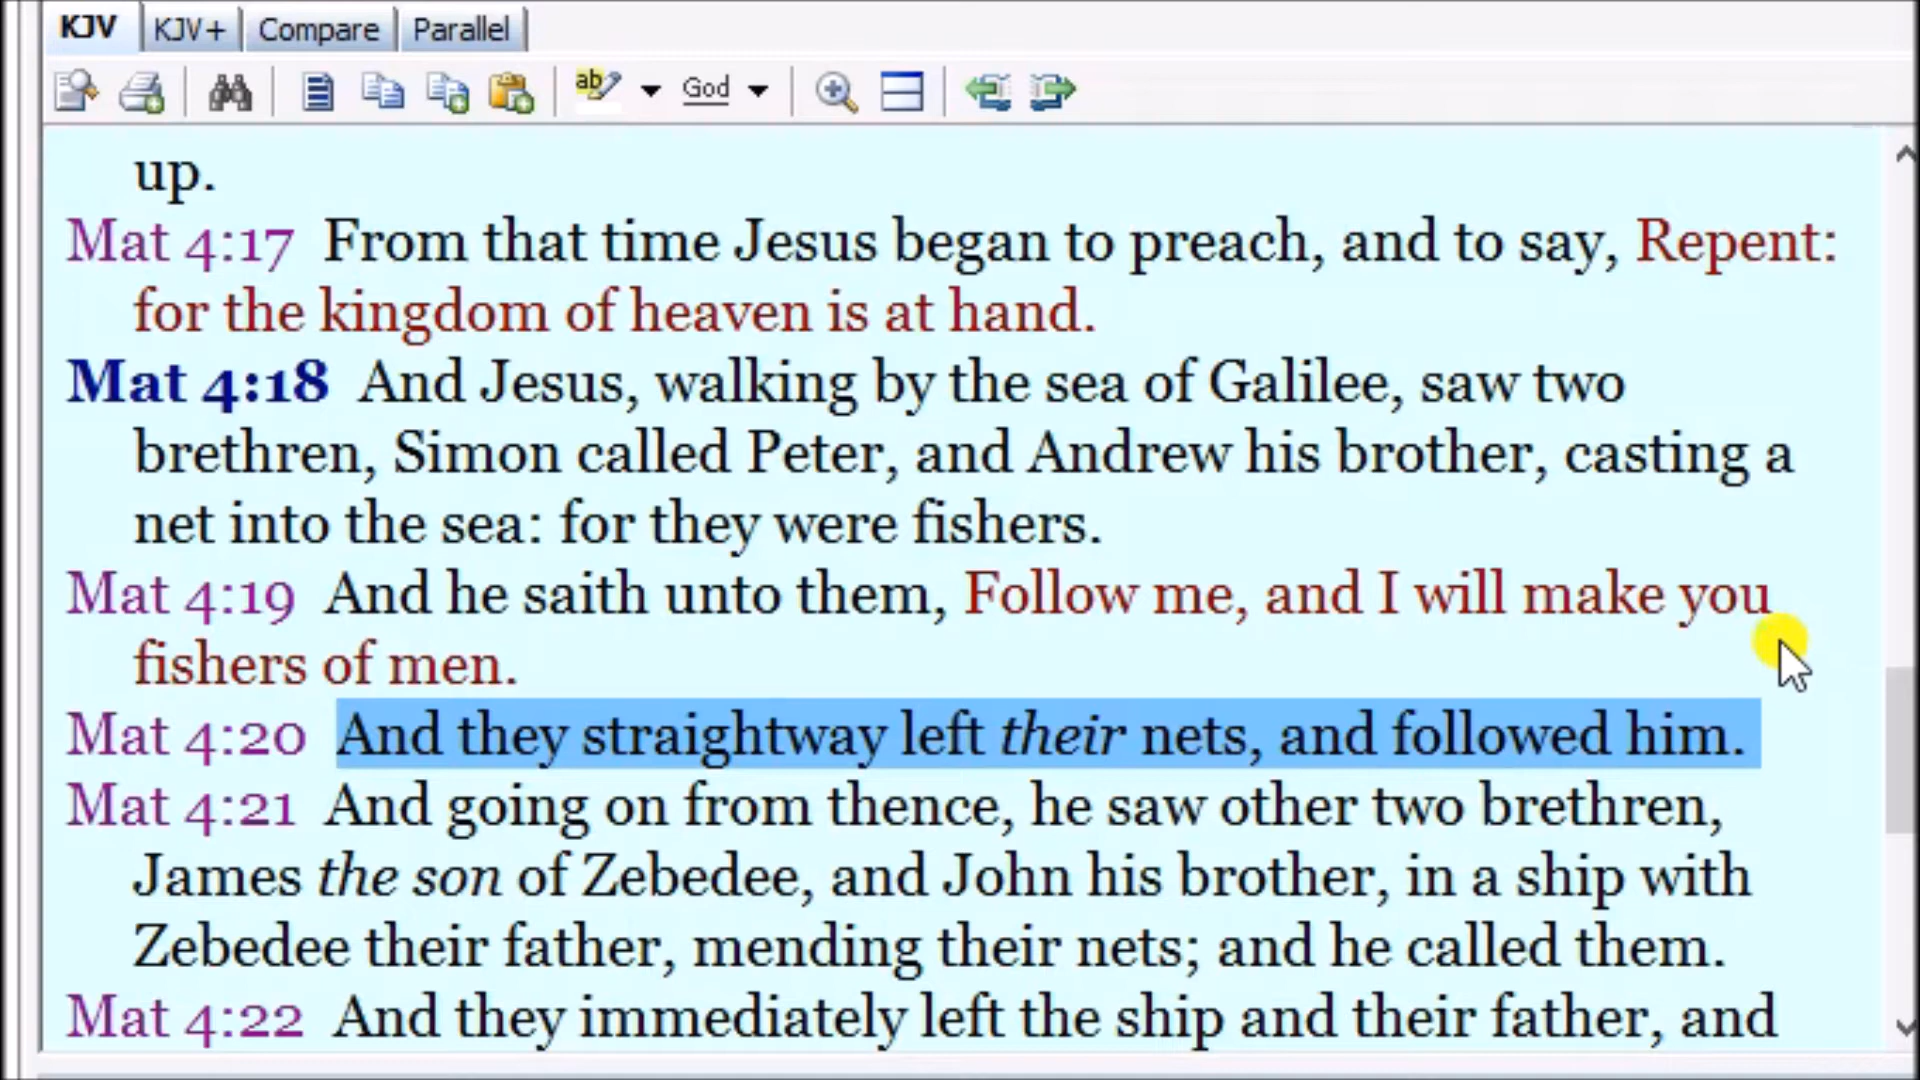 KJV KJV+ Compare Parallel
ab God
up.
Mat 4:17 From that time Jesus began to preach, and to say, Repent:
for the kingdom of heaven is at hand.
Mat 4:18 And Jesus, walking by the sea of Galilee, saw two
brethren, Simon called Peter, and Andrew his brother, casting a
net into the sea: for they were fishers.
Mat 4:19 And he saith unto them, Follow me, and I will make you
fishers of men.
Mat 4:20 And they straightway left their nets, and followed him.
Mat 4:21 And going on from thence, he saw other two brethren,
James the son of Zebedee, and John his brother, in a ship with
Zebedee their father, mending their nets; and he called them.
Mat 4:22 And they immediately left the ship and their father, and